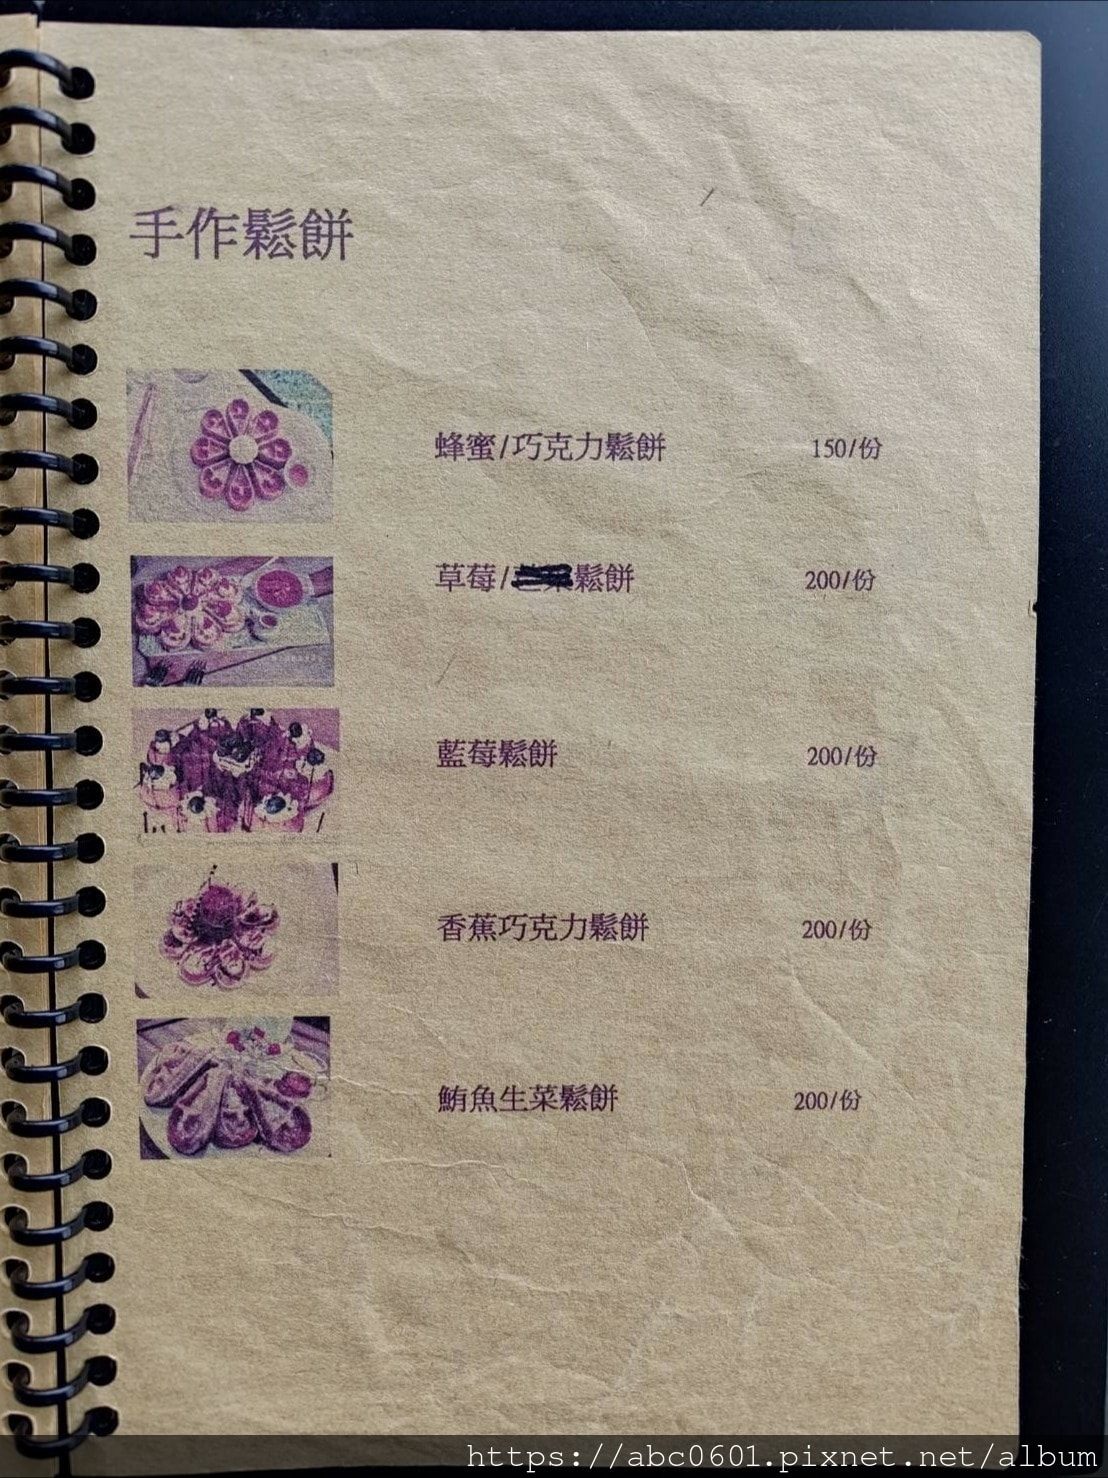 手作鬆餅
蜂蜜/巧克力鬆餅 150/份
草莓/鬆餅 200/份
藍莓鬆餅 200/份
香蕉巧克力鬆餅 200/份
鮪魚生菜鬆餅 200/份
https://abc0601.pixnet.net/album